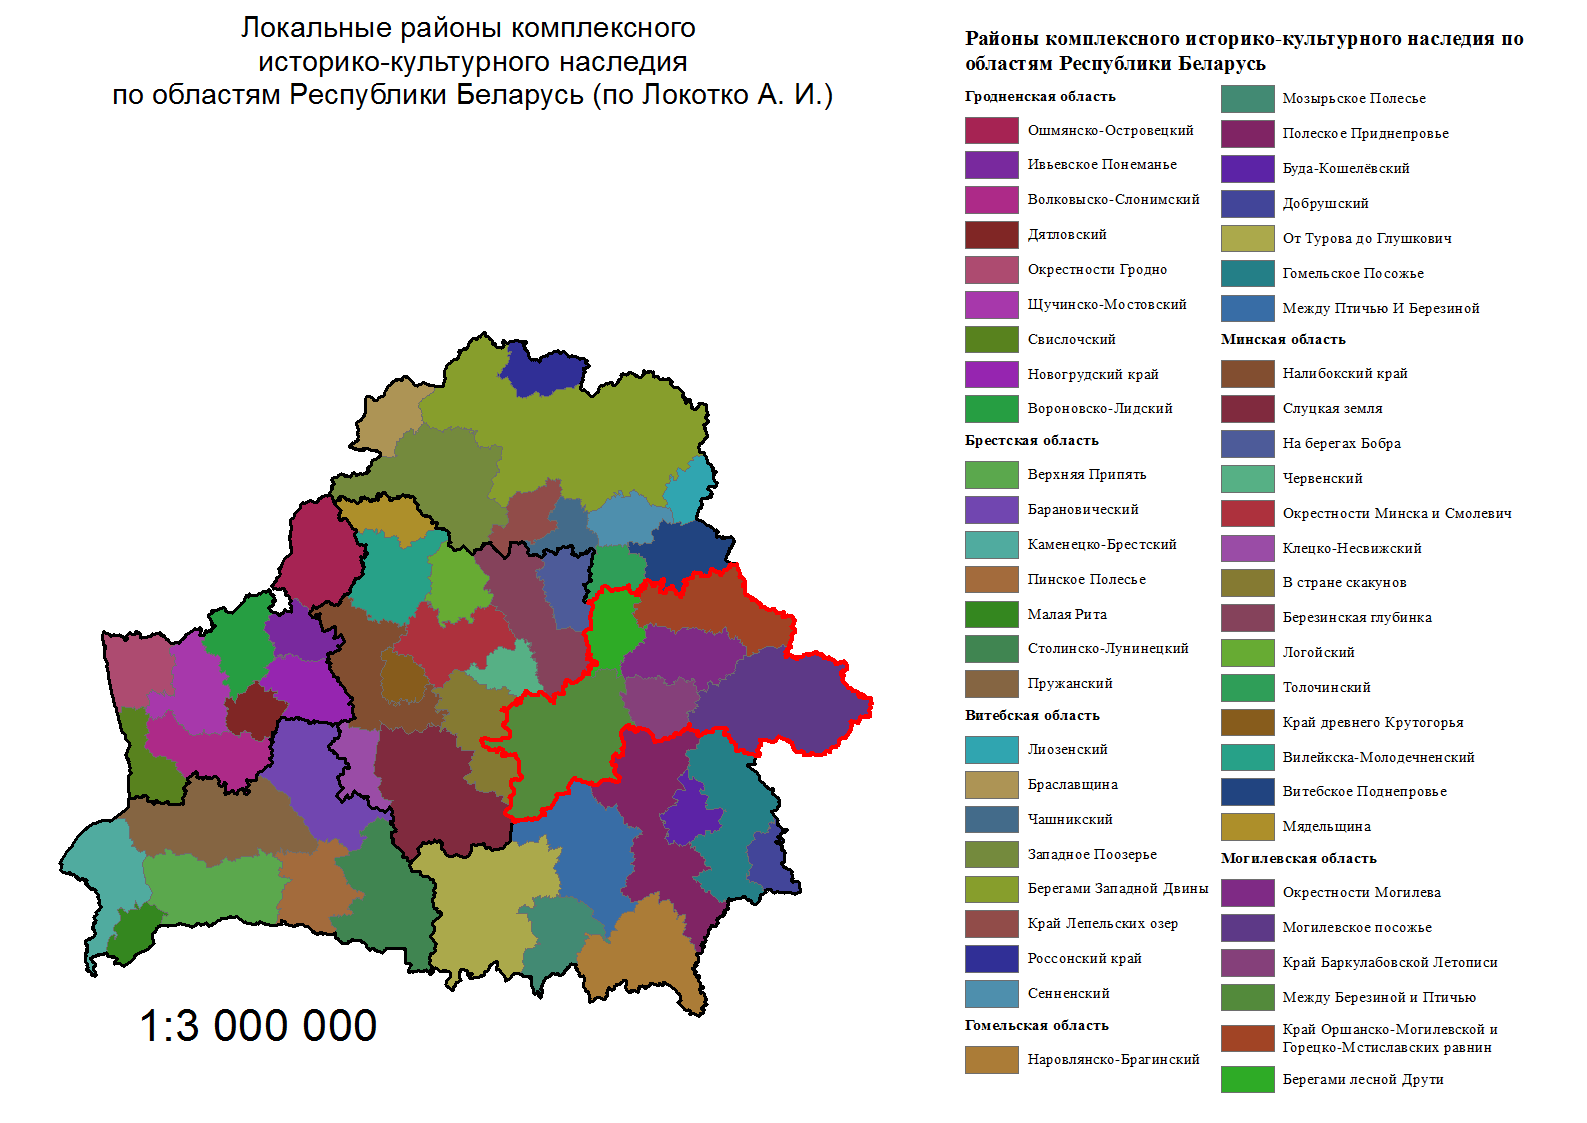 Локальные районы комплексного
историко-культурного наследия
по областям Республики Беларусь (по Локотко А. И.)
1:3 000 000
Районы комплексного историко-культурного наследия по
областям Республики Беларусь
Гродненская область
Ошмянско-Островецкий
Ивьевское Понеманье
Волковыско-Слонимский
Дятловский
Окрестности Гродно
Щучинско-Мостовский
Свислочский
Новогрудский край
Вороновско-Лидский
Брестская область
Верхняя Припять
Барановический
Каменецко-Брестский
Пинское Полесье
Малая Рита
Столинско-Лунинецкий
Пружанский
Витебская область
Лиозенский
Браславщина
Чашникский
Западное Поозерье
Берегами Западной Двины
Край Лепельских озер
Россонский край
Сенненский
Гомельская область
Наровлянско-Брагинский
Мозырьское Полесье
Полеское Приднепровье
Буда-Кошелёвский
Добрушский
От Турова до Глушкович
Гомельское Посожье
Между Птичью И Березиной
Минская область
Налибокский край
Слуцкая земля
На берегах Бобра
Червенский
Окрестности Минска и Смолевич
Клецко-Несвижский
В стране скакунов
Березинская глубинка
Логойский
Толочинский
Край древнего Крутогорья
Вилейска-Молодечненский
Витебское Поднепровье
Мядельщина
Могилевская область
Окрестности Могилева
Могилевское посожье
Край Баркулабовской Летописи
Между Березиной и Птичью
Край Оршанско-Могилевской и
Горецко-Мстиславских равнин
Берегами лесной Друти